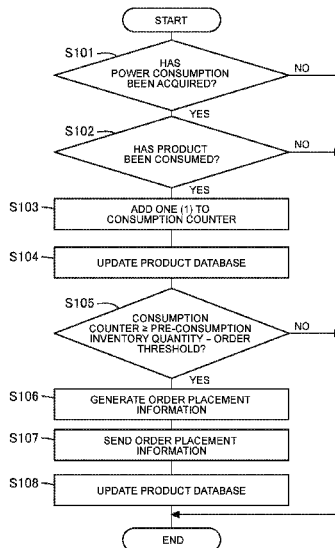 START
S101
HAS
POWER CONSUMPTION
BEEN ACQUIRED?
NO
YES
S102
HAS PRODUCT
BEEN CONSUMED?
NO
YES
S103
ADD ONE (1) TO
CONSUMPTION COUNTER
S104
UPDATE PRODUCT DATABASE
S105
CONSUMPTION
COUNTER ≥ PRE-CONSUMPTION
INVENTORY QUANTITY – ORDER
THRESHOLD?
NO
YES
S106
GENERATE ORDER PLACEMENT
INFORMATION
S107
SEND ORDER PLACEMENT
INFORMATION
S108
UPDATE PRODUCT DATABASE
END